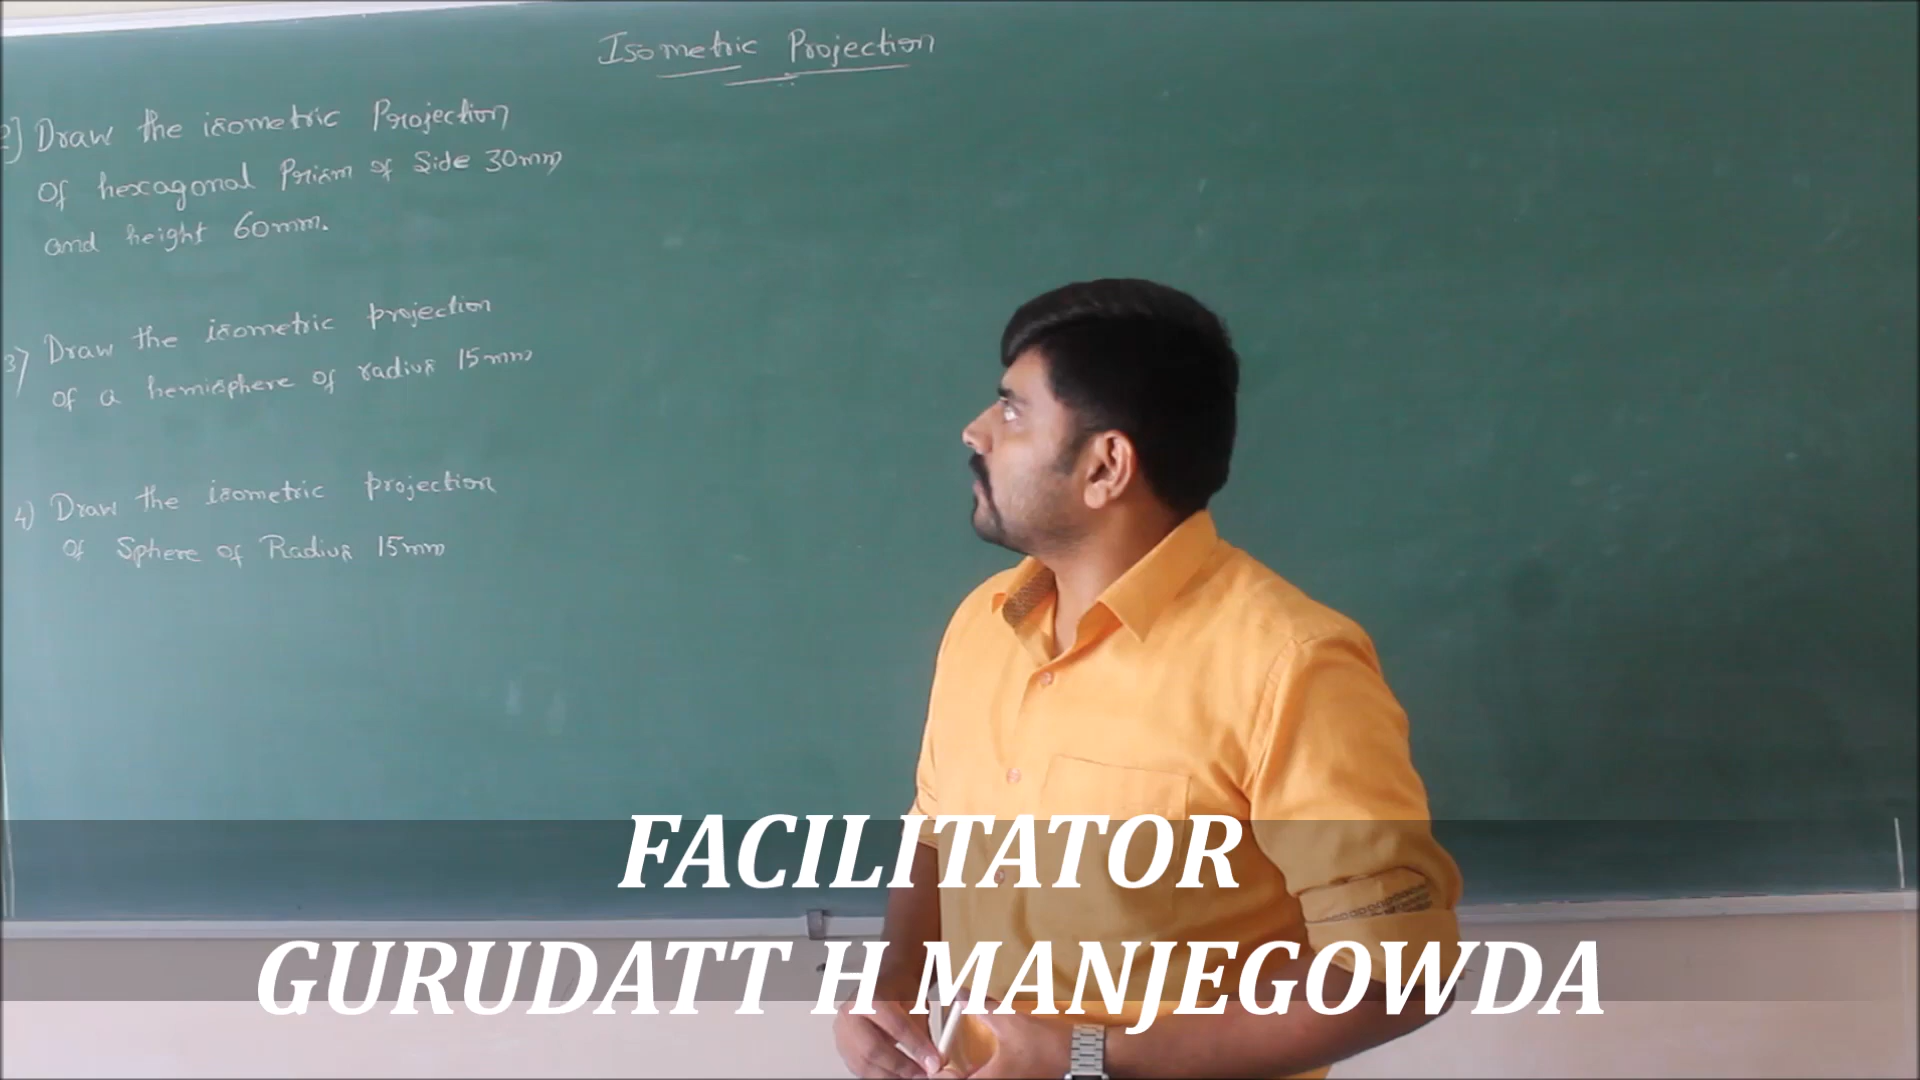 Isometric Projection
2] Draw the isometric Projection
Of hexagonal Prism of Side 30mm
and height 60mm.
3) Draw the isometric projection
of a hemisphere of radius 15mm
4) Draw the isometric projection
Of Sphere of Radius 15mm
FACILITATOR
GURUDATT H MANJEGOWDA